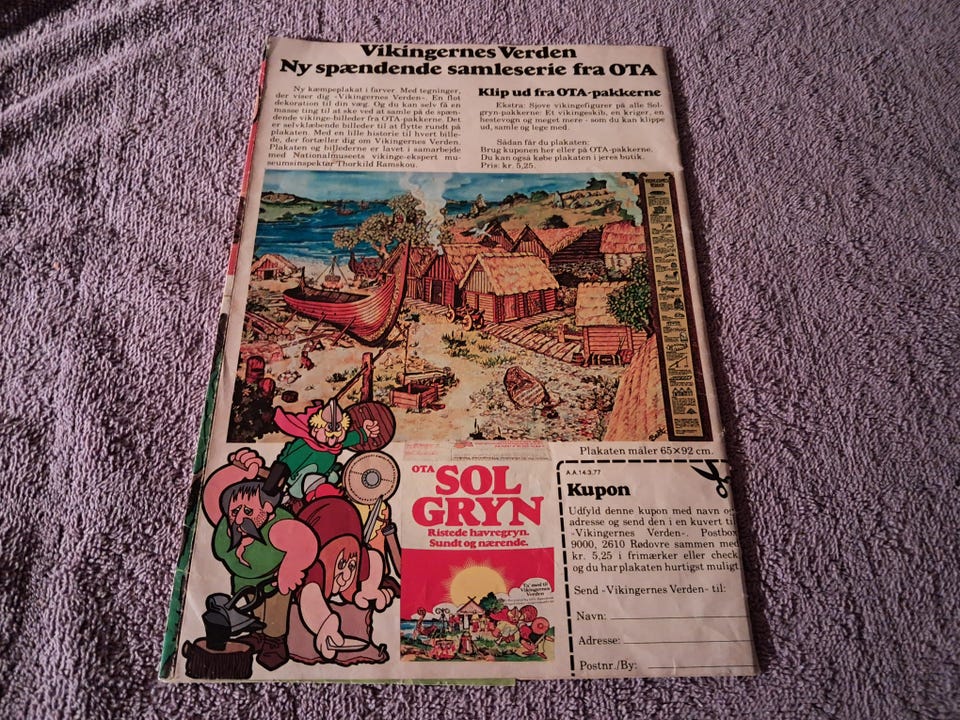 Vikingernes Verden
Ny spændende samleserie fra OTA
Ny kæmpeplakat i farver. Med tegninger,
der viser dig -Vikingernes Verden-. En flot
dekoration til din væg. Og du kan selv få en
masse ting til at ske ved at samle på de spæn-
dende vikinge-billeder fra OTA-pakkerne. Det
er selvklæbende billeder til at flytte rundt på
plakaten. Med en lille historie til hvert bille-
de, der fortæller dig om Vikingernes Verden.
Plakaten og billederne er lavet i samarbejde
med Nationalmuseets vikinge-ekspert mu-
seumsinspektør Thorkild Ramskou.
Klip ud fra OTA-pakkerne
Ekstra: Sjove vikingefigurer på alle Sol-
gryn-pakkerne: Et vikingeskib, en kriger, en
hestevogn og meget mere - som du kan klippe
ud, samle og lege med.
Sådan får du plakaten:
Brug kuponen her eller på OTA-pakkerne.
Du kan også købe plakaten i jeres butik.
Pris: kr. 5,25.
Plakaten måler 65×92 cm.
OTA
SOL
GRYN
Ristede havregryn.
Sundt og nærende.
Ta' med til
Vikingernes
Verden
A.A.14.3.77
Kupon
Udfyld denne kupon med navn og
adresse og send den i en kuvert til
-Vikingernes Verden-. Postbox
9000, 2610 Rødovre sammen med
kr. 5,25 i frimærker eller check
og du har plakaten hurtigst muligt
Send -Vikingernes Verden- til:
Navn:
Adresse:
Postnr./By: